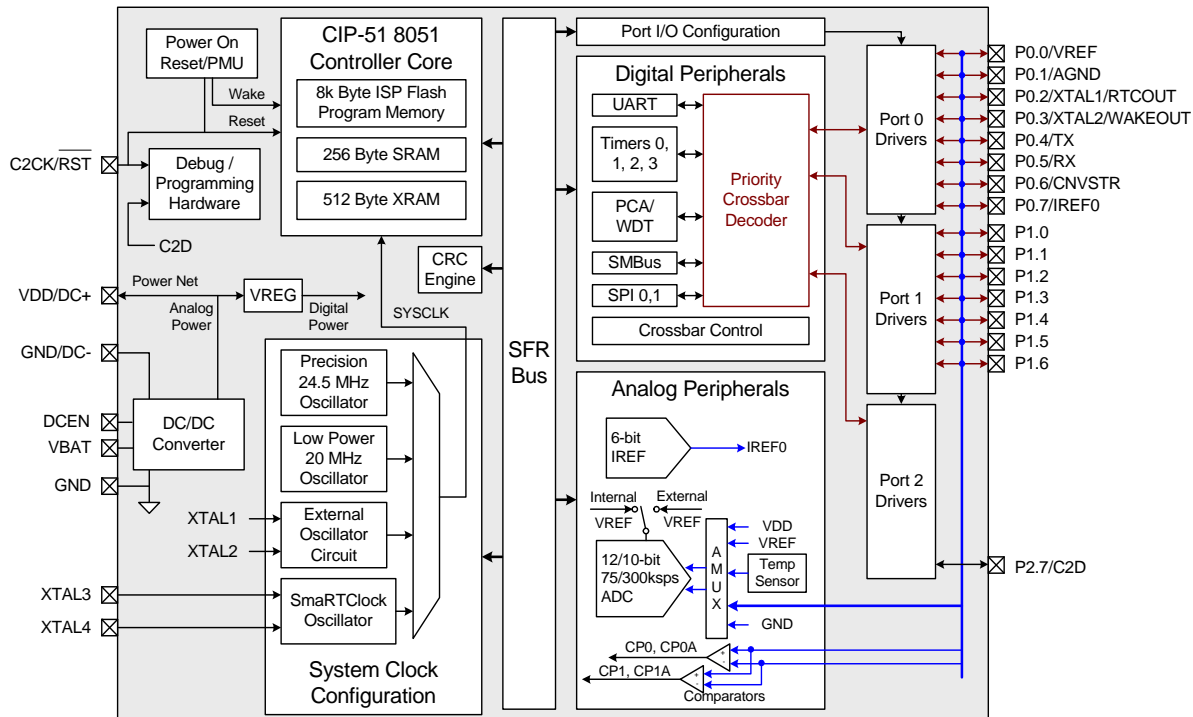 Power On
Reset/PMU
Wake
Reset
C2CK/RST
Debug /
Programming
Hardware
C2D
CIP-51 8051
Controller Core
8k Byte ISP Flash
Program Memory
256 Byte SRAM
512 Byte XRAM
CRC
Engine
VDD/DC+
Power Net
VREG
Analog
Power
Digital
Power
SYSCLK
GND/DC-
DCEN
VBAT
GND
DC/DC
Converter
XTAL1
XTAL2
XTAL3
XTAL4
Precision
24.5 MHz
Oscillator
Low Power
20 MHz
Oscillator
External
Oscillator
Circuit
SmaRTClock
Oscillator
System Clock
Configuration
SFR
Bus
Port I/O Configuration
Digital Peripherals
UART
Timers 0,
1, 2, 3
PCA/
WDT
SMBus
SPI 0,1
Priority
Crossbar
Decoder
Crossbar Control
Analog Peripherals
6-bit
IREF
IREF0
Internal
External
VREF
VREF
12/10-bit
75/300ksps
ADC
A
M
U
X
VDD
VREF
Temp
Sensor
GND
CP0, CP0A
+
-
CP1, CP1A
+
-
Comparators
Port 0
Drivers
Port 1
Drivers
Port 2
Drivers
P0.0/VREF
P0.1/AGND
P0.2/XTAL1/RTCOUT
P0.3/XTAL2/WAKEOUT
P0.4/TX
P0.5/RX
P0.6/CNVSTR
P0.7/IREF0
P1.0
P1.1
P1.2
P1.3
P1.4
P1.5
P1.6
P2.7/C2D